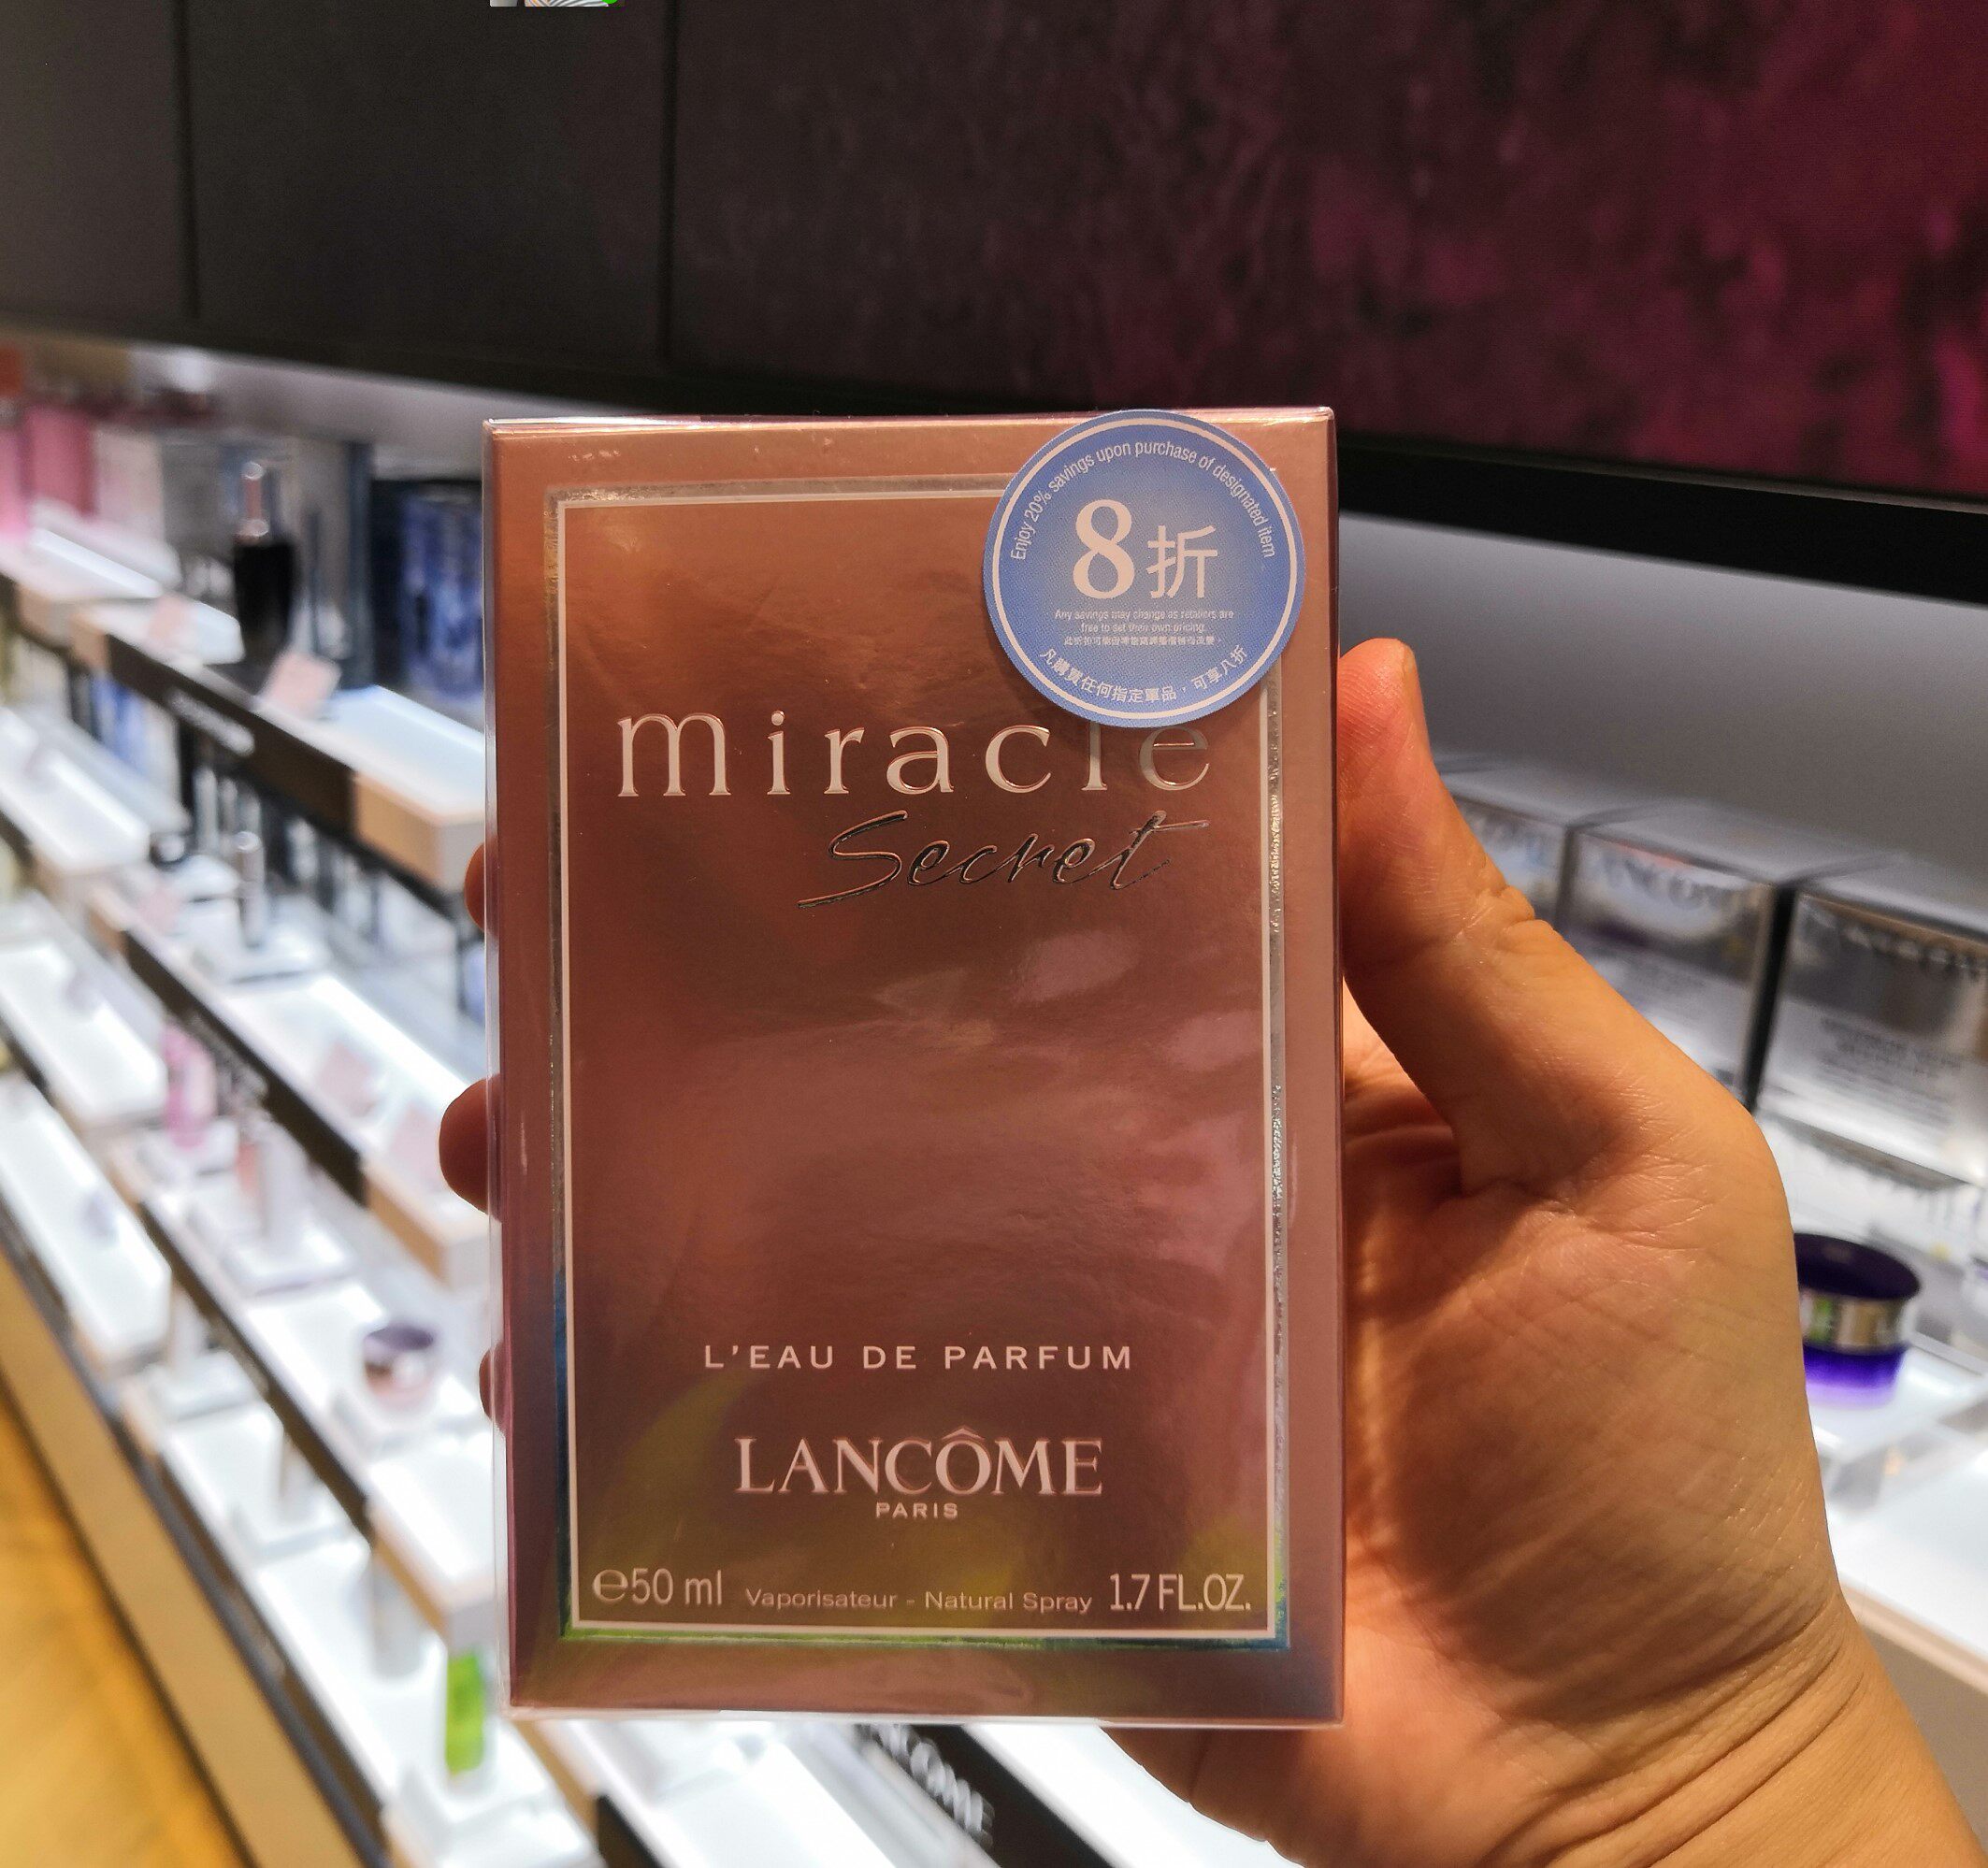 Enjoy 20% savings upon purchase of designated item
8折
Any savings may change as retailers are
free to set their own pricing.
凡購買任何指定單品，可享八折
miracle
Secret
L'EAU DE PARFUM
LANCÔME
PARIS
℮50 ml Vaporisateur - Natural Spray 1.7 FL.OZ.